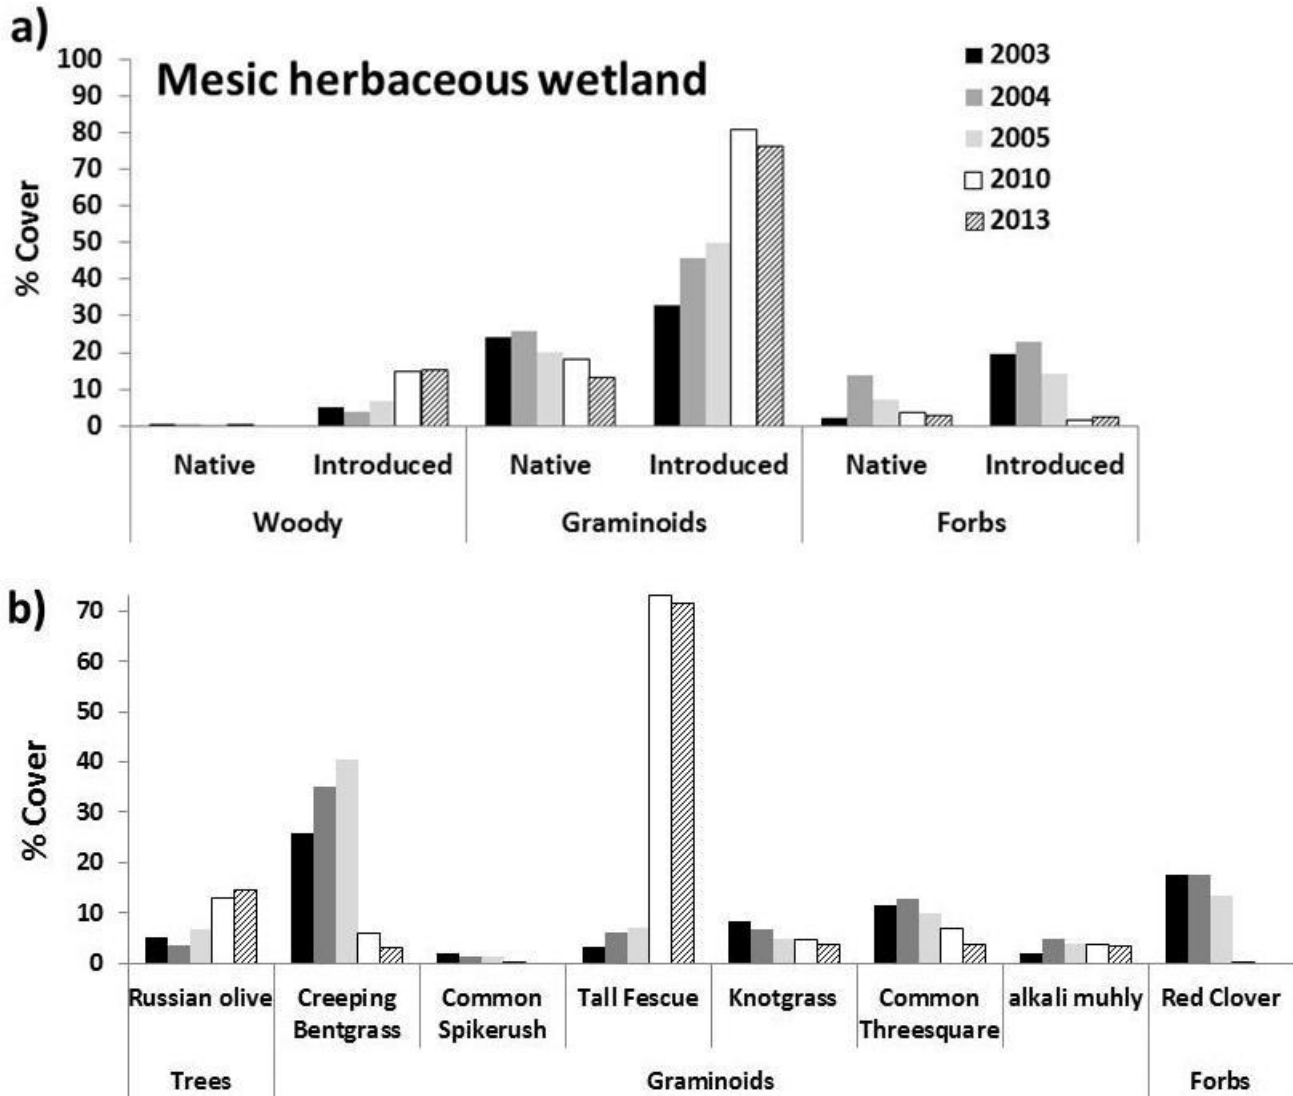 a)
Mesic herbaceous wetland
% Cover
100
90
80
70
60
50
40
30
20
10
0
2003
2004
2005
2010
2013
Native Introduced Native Introduced Native Introduced
Woody Graminoids Forbs
b)
% Cover
70
60
50
40
30
20
10
0
Russian olive Creeping Common Tall Fescue Knotgrass Common alkali muhly Red Clover
Bentgrass Spikerush Threesquare
Trees Graminoids Forbs